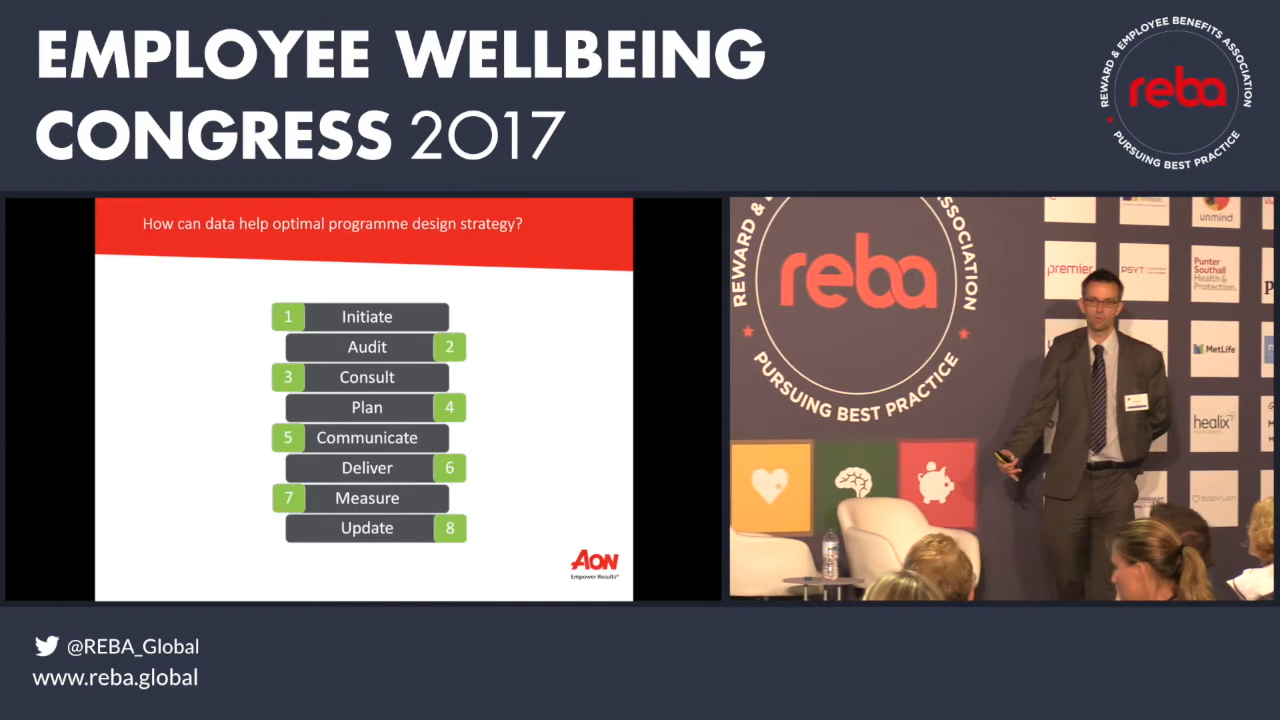 EMPLOYEE WELLBEING
CONGRESS 2017
REWARD & EMPLOYEE BENEFITS ASSOCIATION
reba
PURSUING BEST PRACTICE
How can data help optimal programme design strategy?
1 Initiate
Audit 2
3 Consult
Plan 4
5 Communicate
Deliver 6
7 Measure
Update 8
AON
Empower Results®
REWARD &
ASSOCIATION
reba
PURSUING BEST PRACTICE
unmind
premier
PSYT
Punter
Southall
Health &
Protection.
MetLife
healix
@REBA_Global
www.reba.global